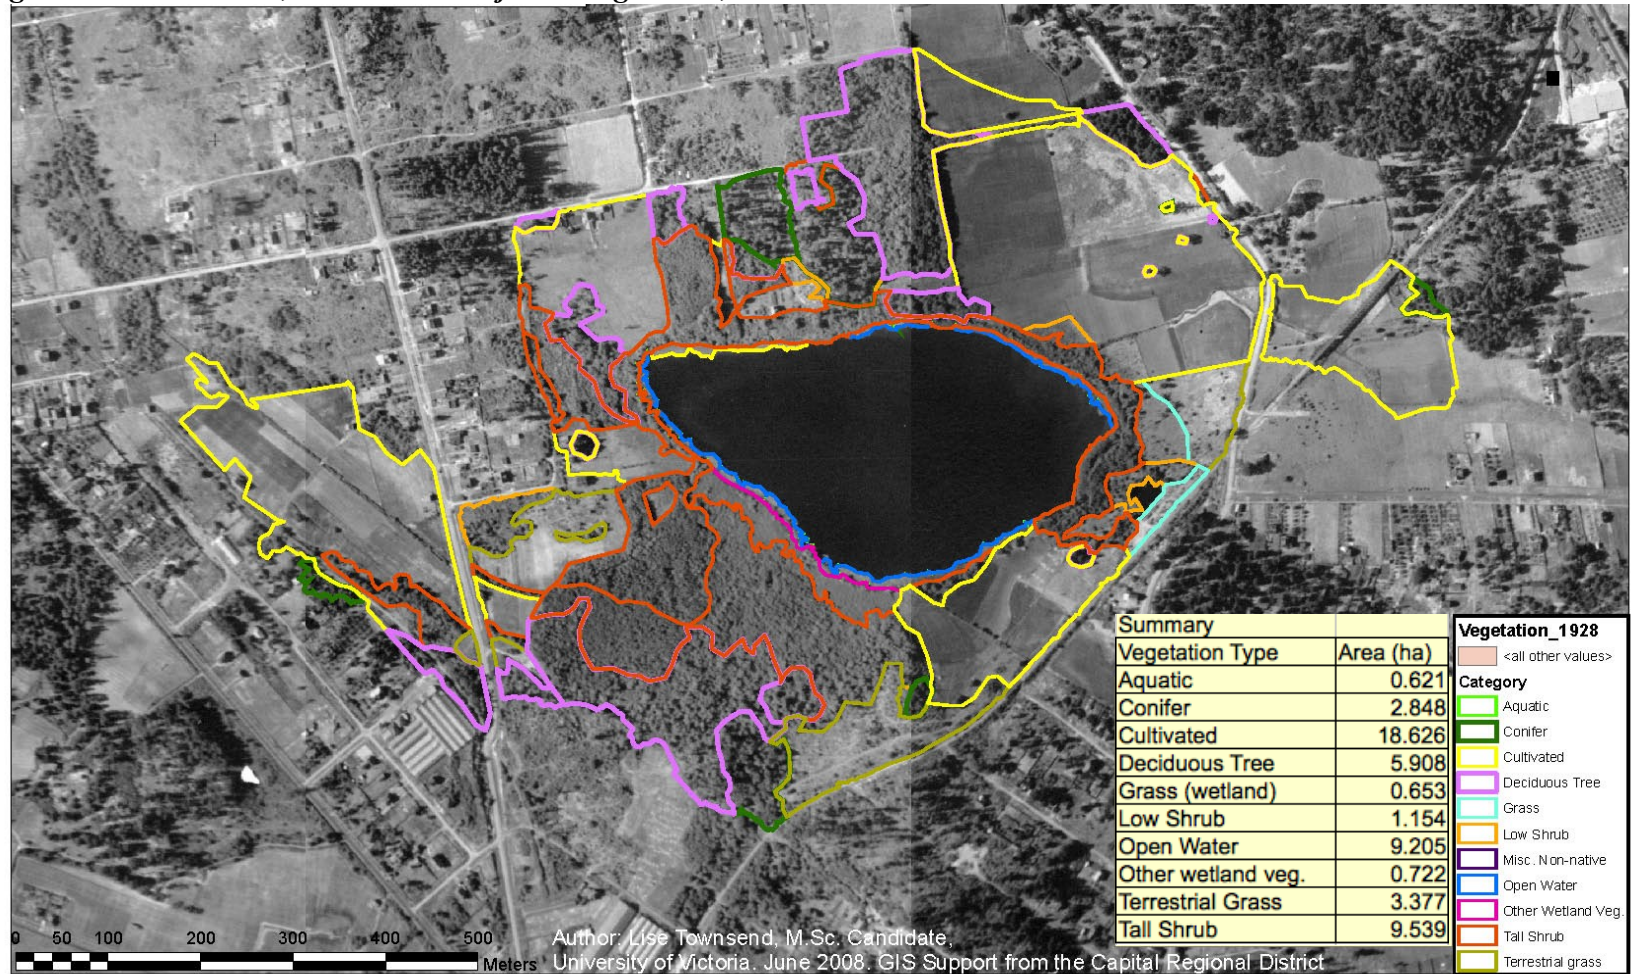 Summary
Vegetation Type Area (ha)
Aquatic 0.621
Conifer 2.848
Cultivated 18.626
Deciduous Tree 5.908
Grass (wetland) 0.653
Low Shrub 1.154
Open Water 9.205
Other wetland veg. 0.722
Terrestrial Grass 3.377
Tall Shrub 9.539
Vegetation_1928
<all other values>
Category
Aquatic
Conifer
Cultivated
Deciduous Tree
Grass
Low Shrub
Misc. Non-native
Open Water
Other Wetland Veg.
Tall Shrub
Terrestrial grass
0 50 100 200 300 400 500
Meters
Author: Lise Townsend, M.Sc. Candidate,
University of Victoria. June 2008. GIS Support from the Capital Regional District